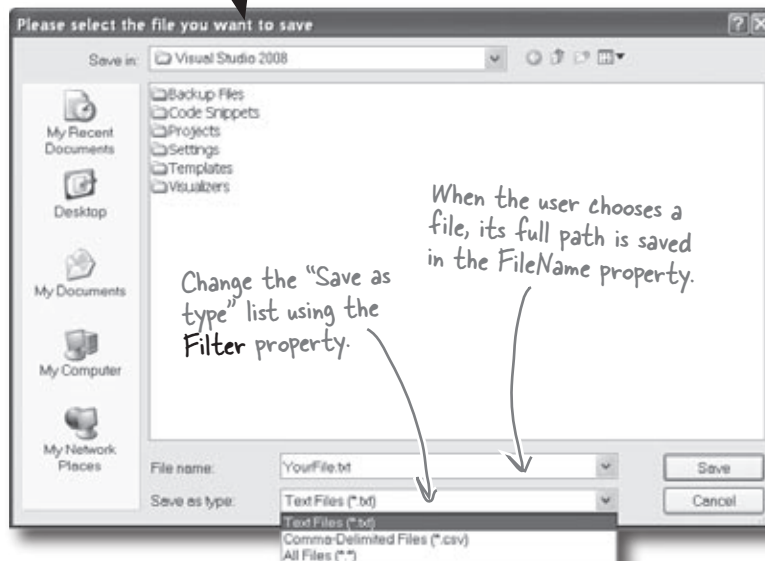 Please select the file you want to save
Save in:
Visual Studio 2008
Backup Files
Code Snippets
Projects
Settings
Templates
Visualizers
My Recent
Documents
Desktop
My Documents
My Computer
My Network
Places
When the user chooses a
file, its full path is saved
in the FileName property.
Change the “Save as
type” list using the
Filter property.
File name:
YourFile.txt
Save
Save as type:
Text Files (*.txt)
Cancel
Text Files (*.txt)
Comma-Delimited Files (*.csv)
All Files (*.*)